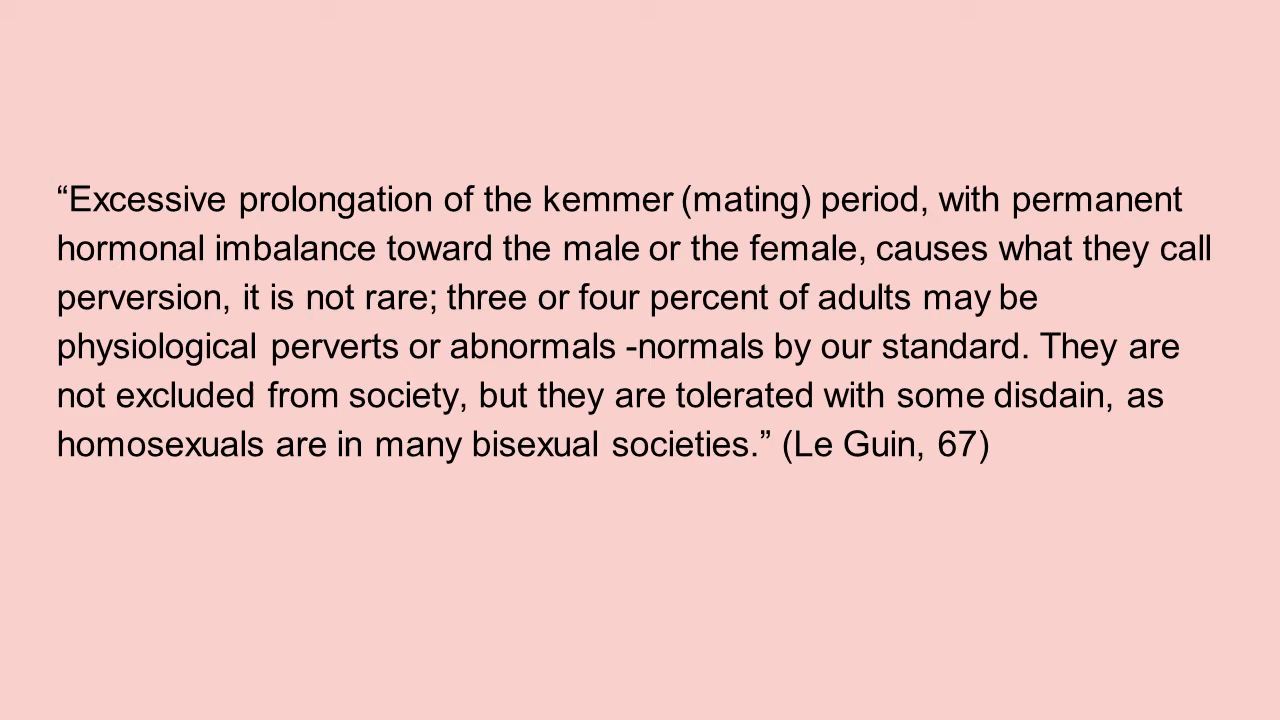 “Excessive prolongation of the kemmer (mating) period, with permanent
hormonal imbalance toward the male or the female, causes what they call
perversion, it is not rare; three or four percent of adults may be
physiological perverts or abnormals -normals by our standard. They are
not excluded from society, but they are tolerated with some disdain, as
homosexuals are in many bisexual societies.” (Le Guin, 67)